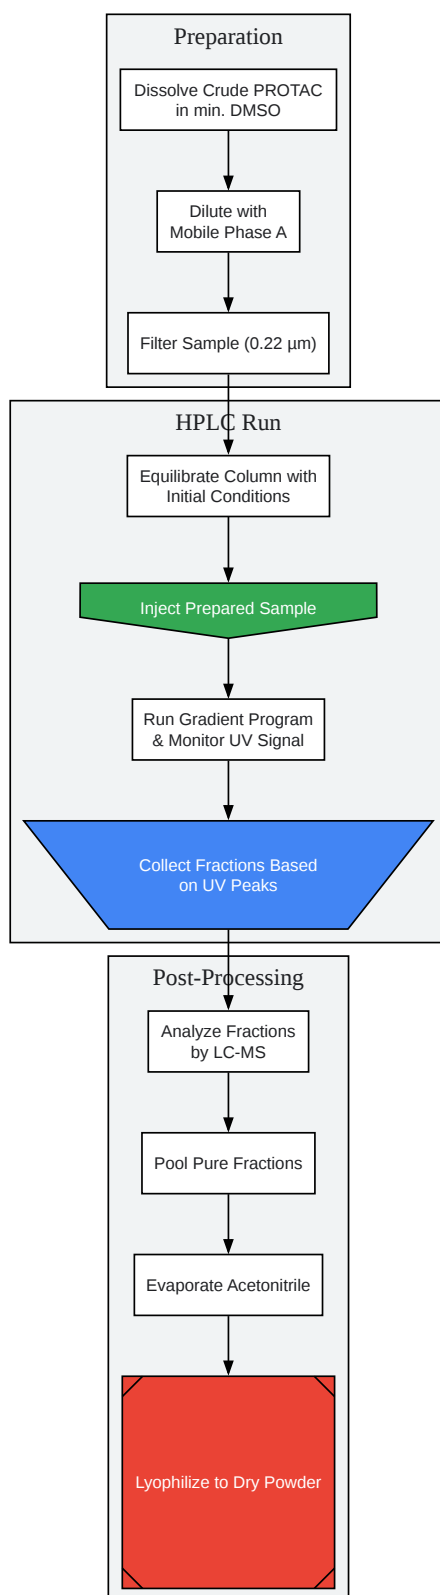 Preparation
Dissolve Crude PROTAC
in min. DMSO
Dilute with
Mobile Phase A
Filter Sample (0.22 µm)
HPLC Run
Equilibrate Column with
Initial Conditions
Inject Prepared Sample
Run Gradient Program
& Monitor UV Signal
Collect Fractions Based
on UV Peaks
Post-Processing
Analyze Fractions
by LC-MS
Pool Pure Fractions
Evaporate Acetonitrile
Lyophilize to Dry Powder